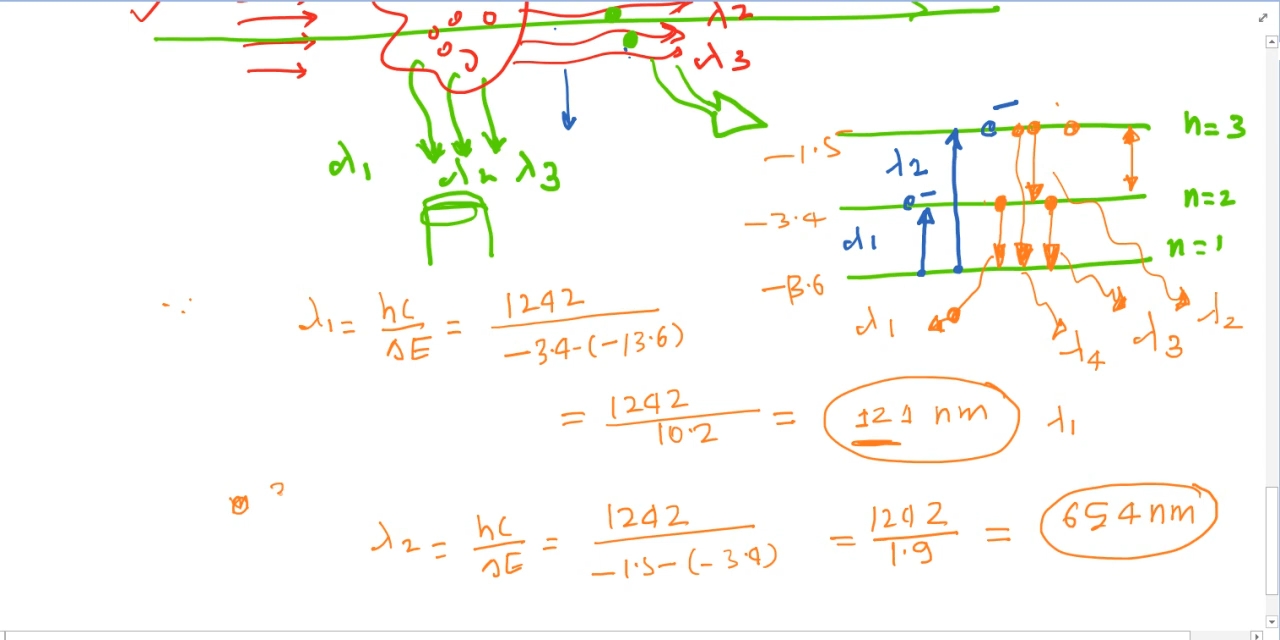 λ2
λ3
λ1 λ2 λ3
e⁻ n=3
-1.5
λ2
e⁻ n=2
-3.4
λ1 n=1
-13.6
λ1 λ4 λ3 λ2
∵ λ1 = hc/ΔE = 1242/-3.4-(-13.6)
= 1242/10.2 = 121 nm λ1
λ2 = hc/ΔE = 1242/-1.5-(-3.4) = 1242/1.9 = 654 nm